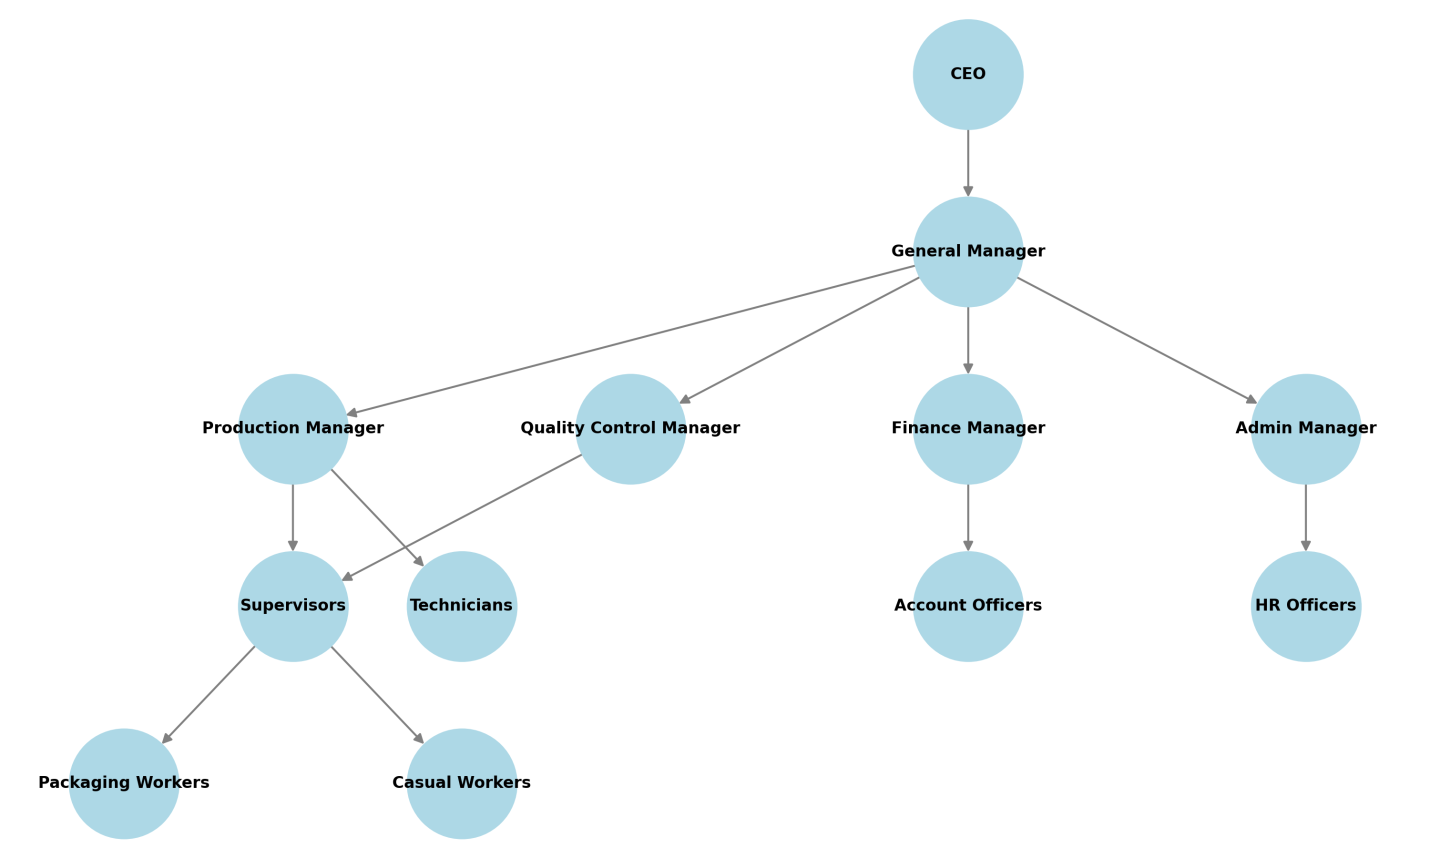 CEO
General Manager
Production Manager
Quality Control Manager
Finance Manager
Admin Manager
Supervisors
Technicians
Account Officers
HR Officers
Packaging Workers
Casual Workers